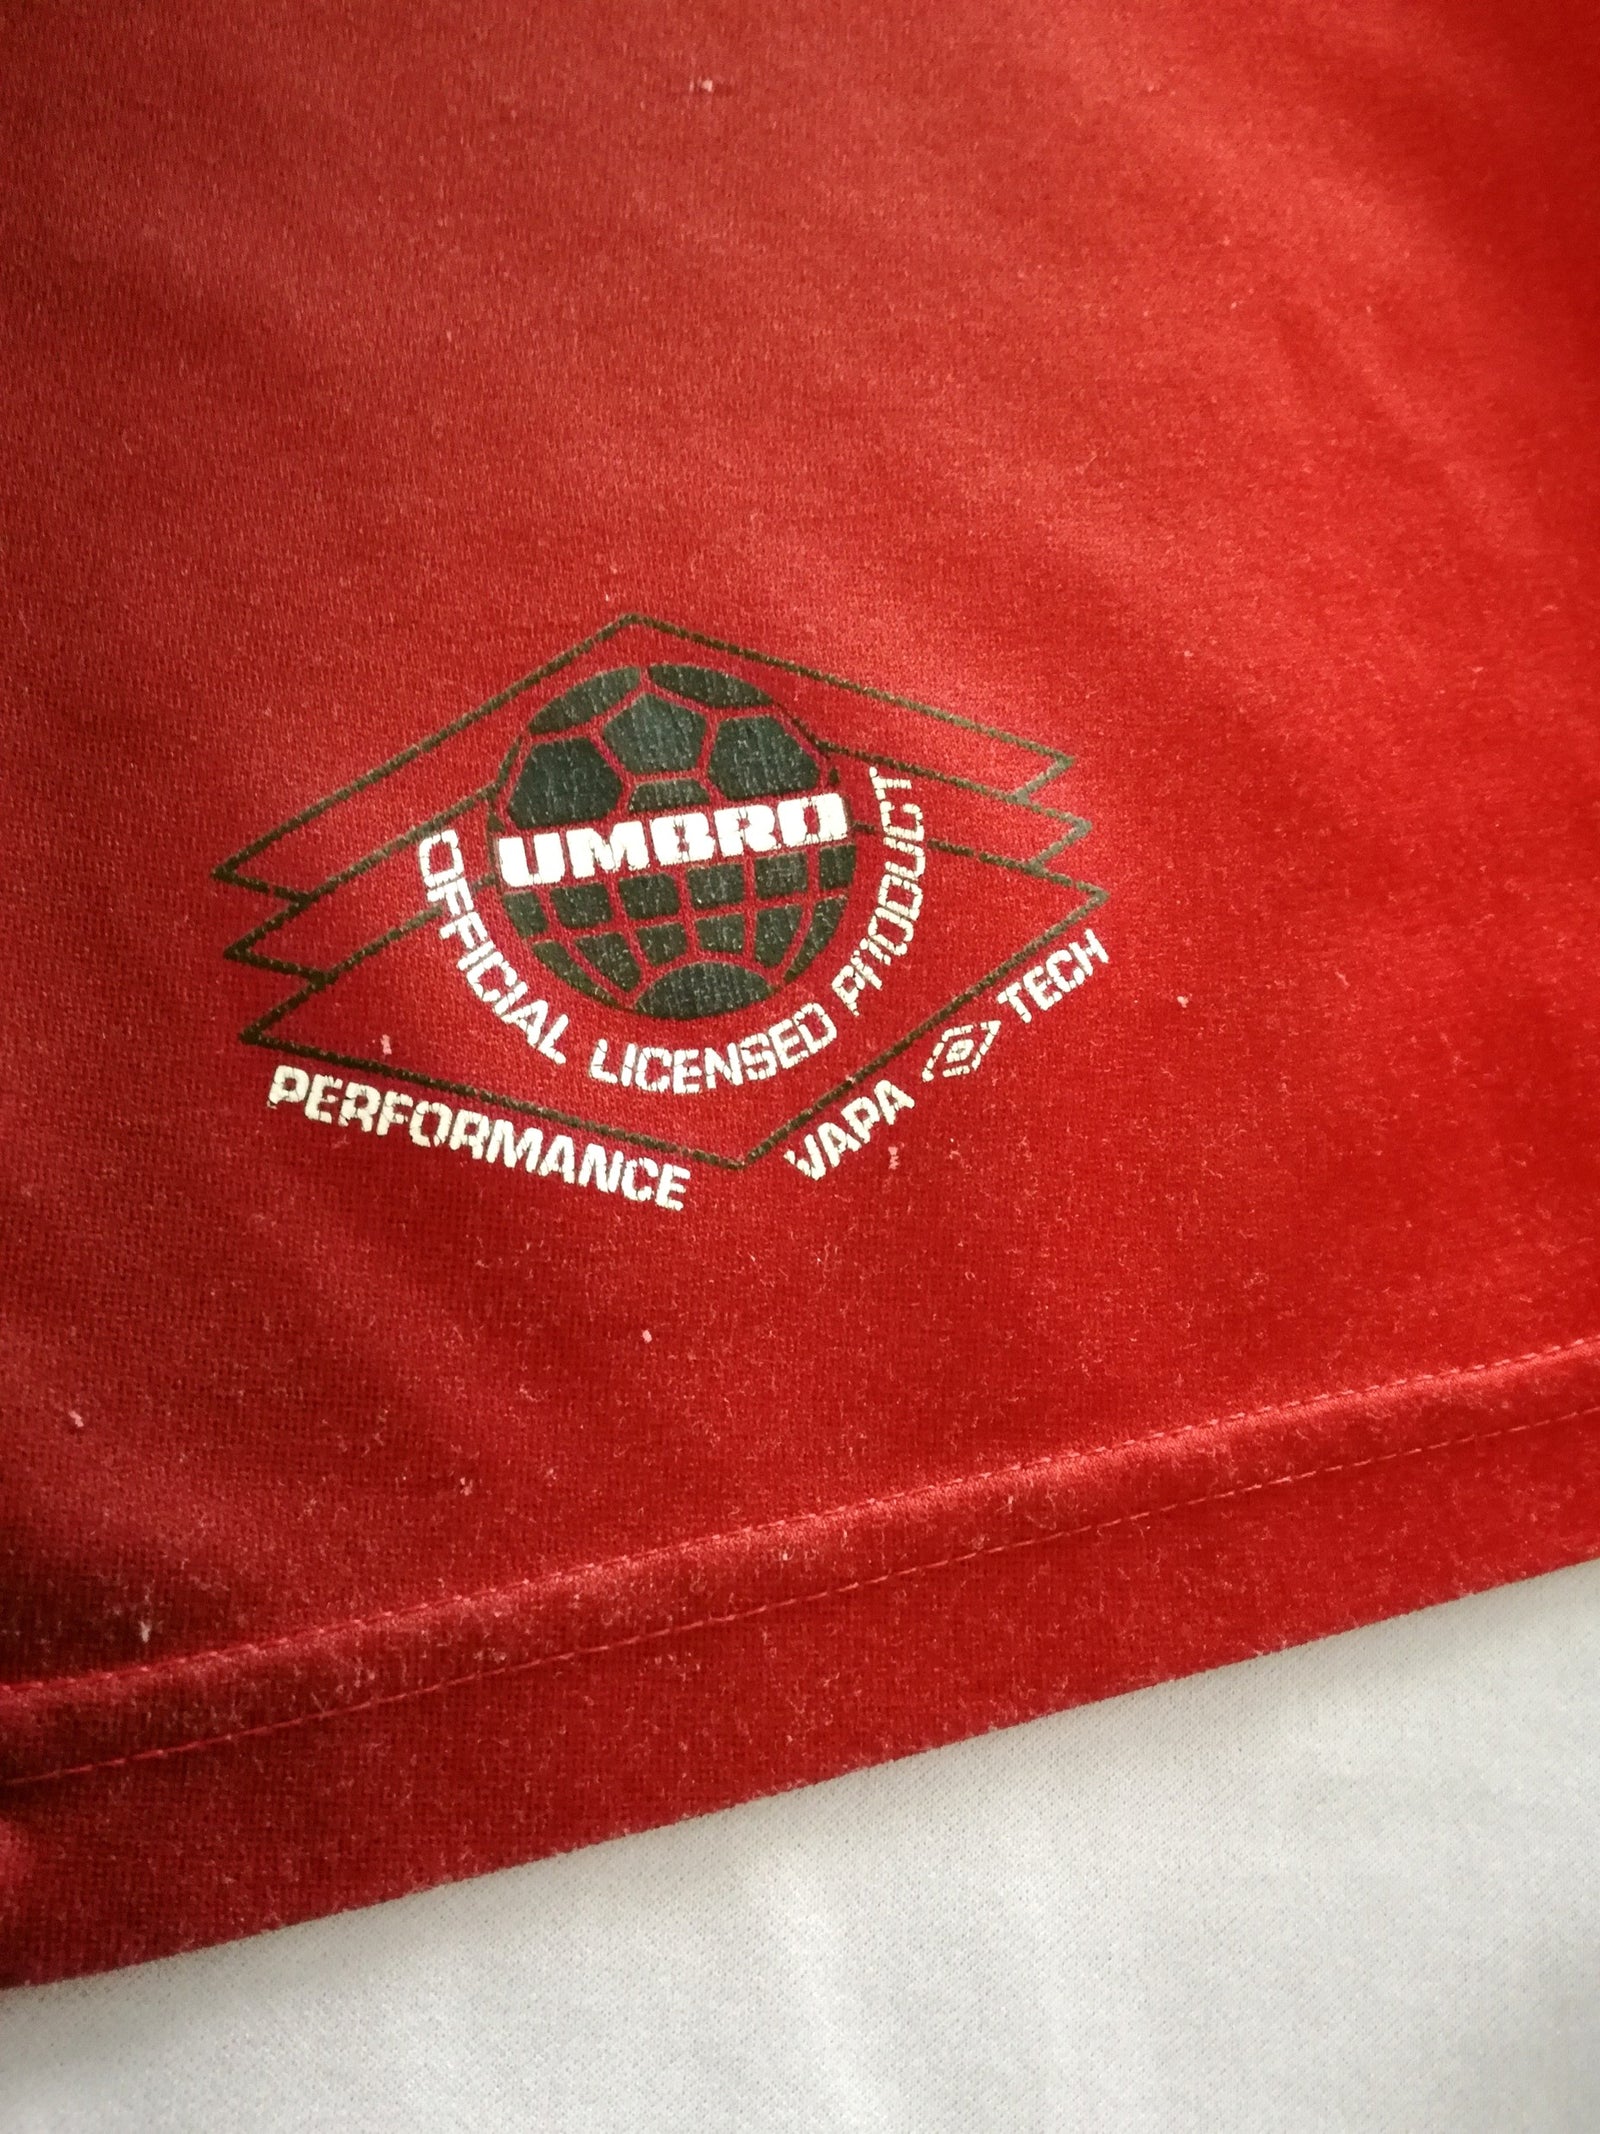 UMBRO
OFFICIAL LICENSED PRODUCT
PERFORMANCE
VAPA TECH